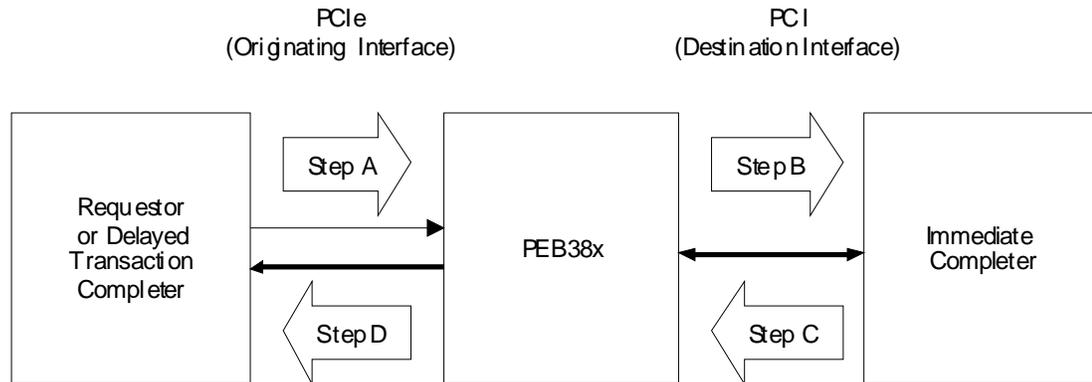 PCIe
(Originating Interface)
PCI
(Destination Interface)
Step A
Step B
Requestor
or Delayed
Transaction
Completer
PEB38x
Immediate
Completer
Step D
Step C